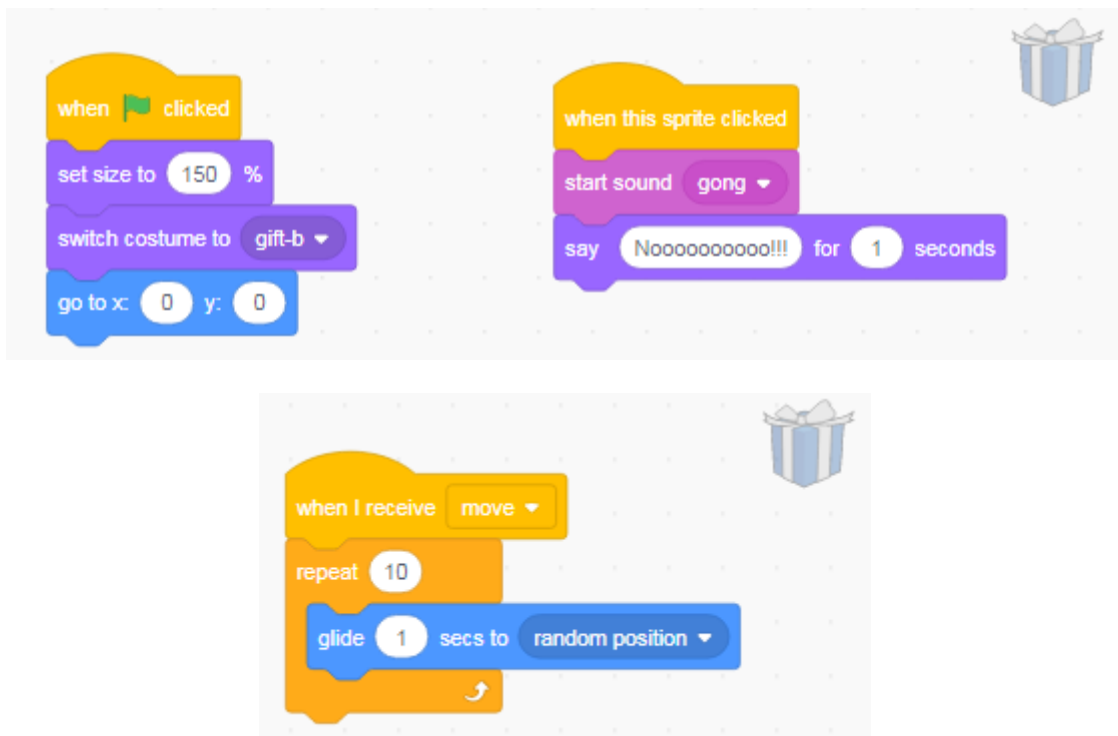 when clicked
set size to 150 %
switch costume to gift-b
go to x: 0 y: 0
when this sprite clicked
start sound gong
say Noooooooooo!!! for 1 seconds
when I receive move
repeat 10
glide 1 secs to random position